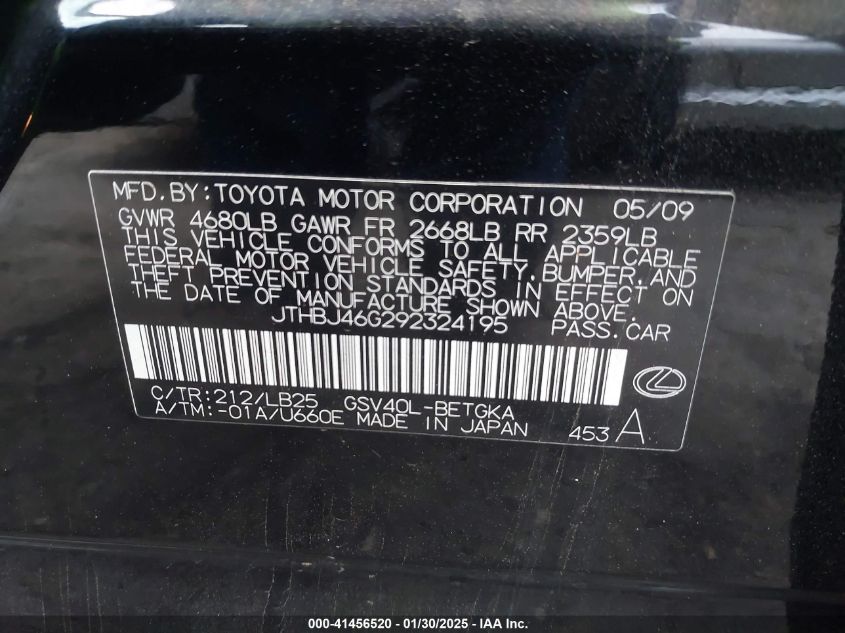 MFD. BY: TOYOTA MOTOR CORPORATION 05/09
GVWR 4680LB GAWR FR 2668LB RR 2359LB
THIS VEHICLE CONFORMS TO ALL APPLICABLE
FEDERAL MOTOR VEHICLE SAFETY, BUMPER, AND
THEFT PREVENTION STANDARDS IN EFFECT ON
THE DATE OF MANUFACTURE SHOWN ABOVE.
JTHBJ46G292324195 PASS. CAR
C/TR: 212/LB25 GSV40L-BETGKA
A/TM: -01A/U660E MADE IN JAPAN 453 A
000-41456520 - 01/30/2025 - IAA Inc.